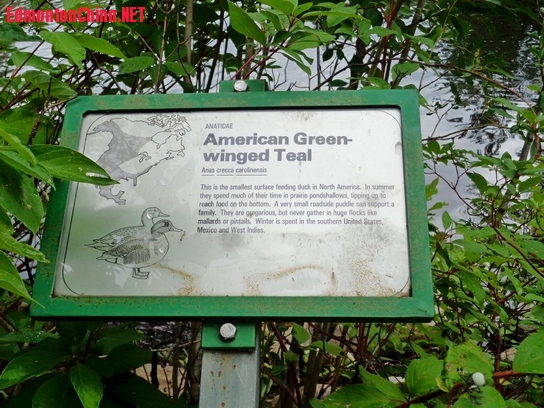 EdmontonChina.NET
ANATIDAE
American Green-
winged Teal
Anas crecca carolinensis
This is the smallest surface feeding duck in North America. In summer
they spend much of their time in prairie pondshallows, tipping up to
reach food on the bottom. A very small roadside puddle can support a
family. They are gregarious, but never gather in huge flocks like
mallards or pintails. Winter is spent in the southern United States,
Mexico and West Indies.